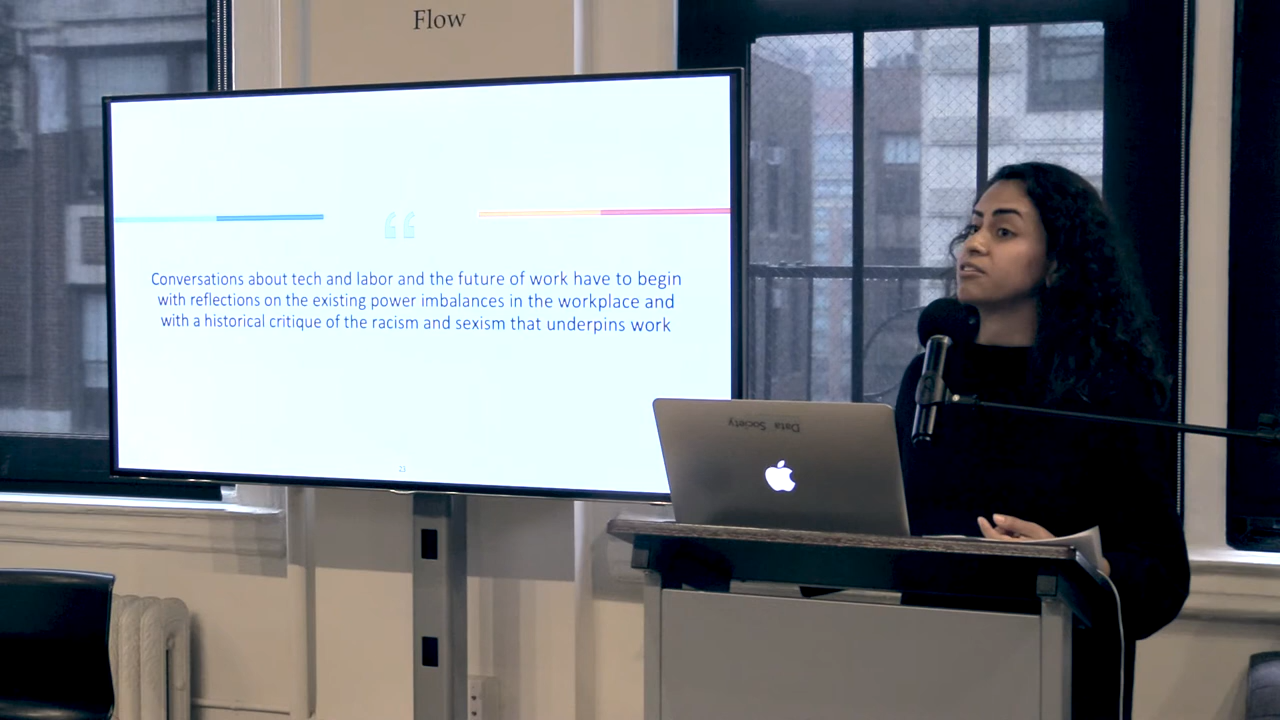 Flow
“
Conversations about tech and labor and the future of work have to begin
with reflections on the existing power imbalances in the workplace and
with a historical critique of the racism and sexism that underpins work
23
Data Society